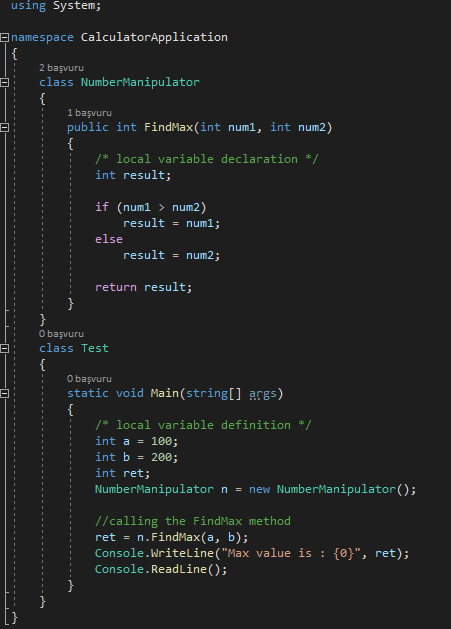 using System;
namespace CalculatorApplication
{
2 başvuru
class NumberManipulator
{
1 başvuru
public int FindMax(int num1, int num2)
{
/* local variable declaration */
int result;
if (num1 > num2)
result = num1;
else
result = num2;
return result;
}
}
0 başvuru
class Test
{
0 başvuru
static void Main(string[] args)
{
/* local variable definition */
int a = 100;
int b = 200;
int ret;
NumberManipulator n = new NumberManipulator();
//calling the FindMax method
ret = n.FindMax(a, b);
Console.WriteLine("Max value is : {0}", ret);
Console.ReadLine();
}
}
}